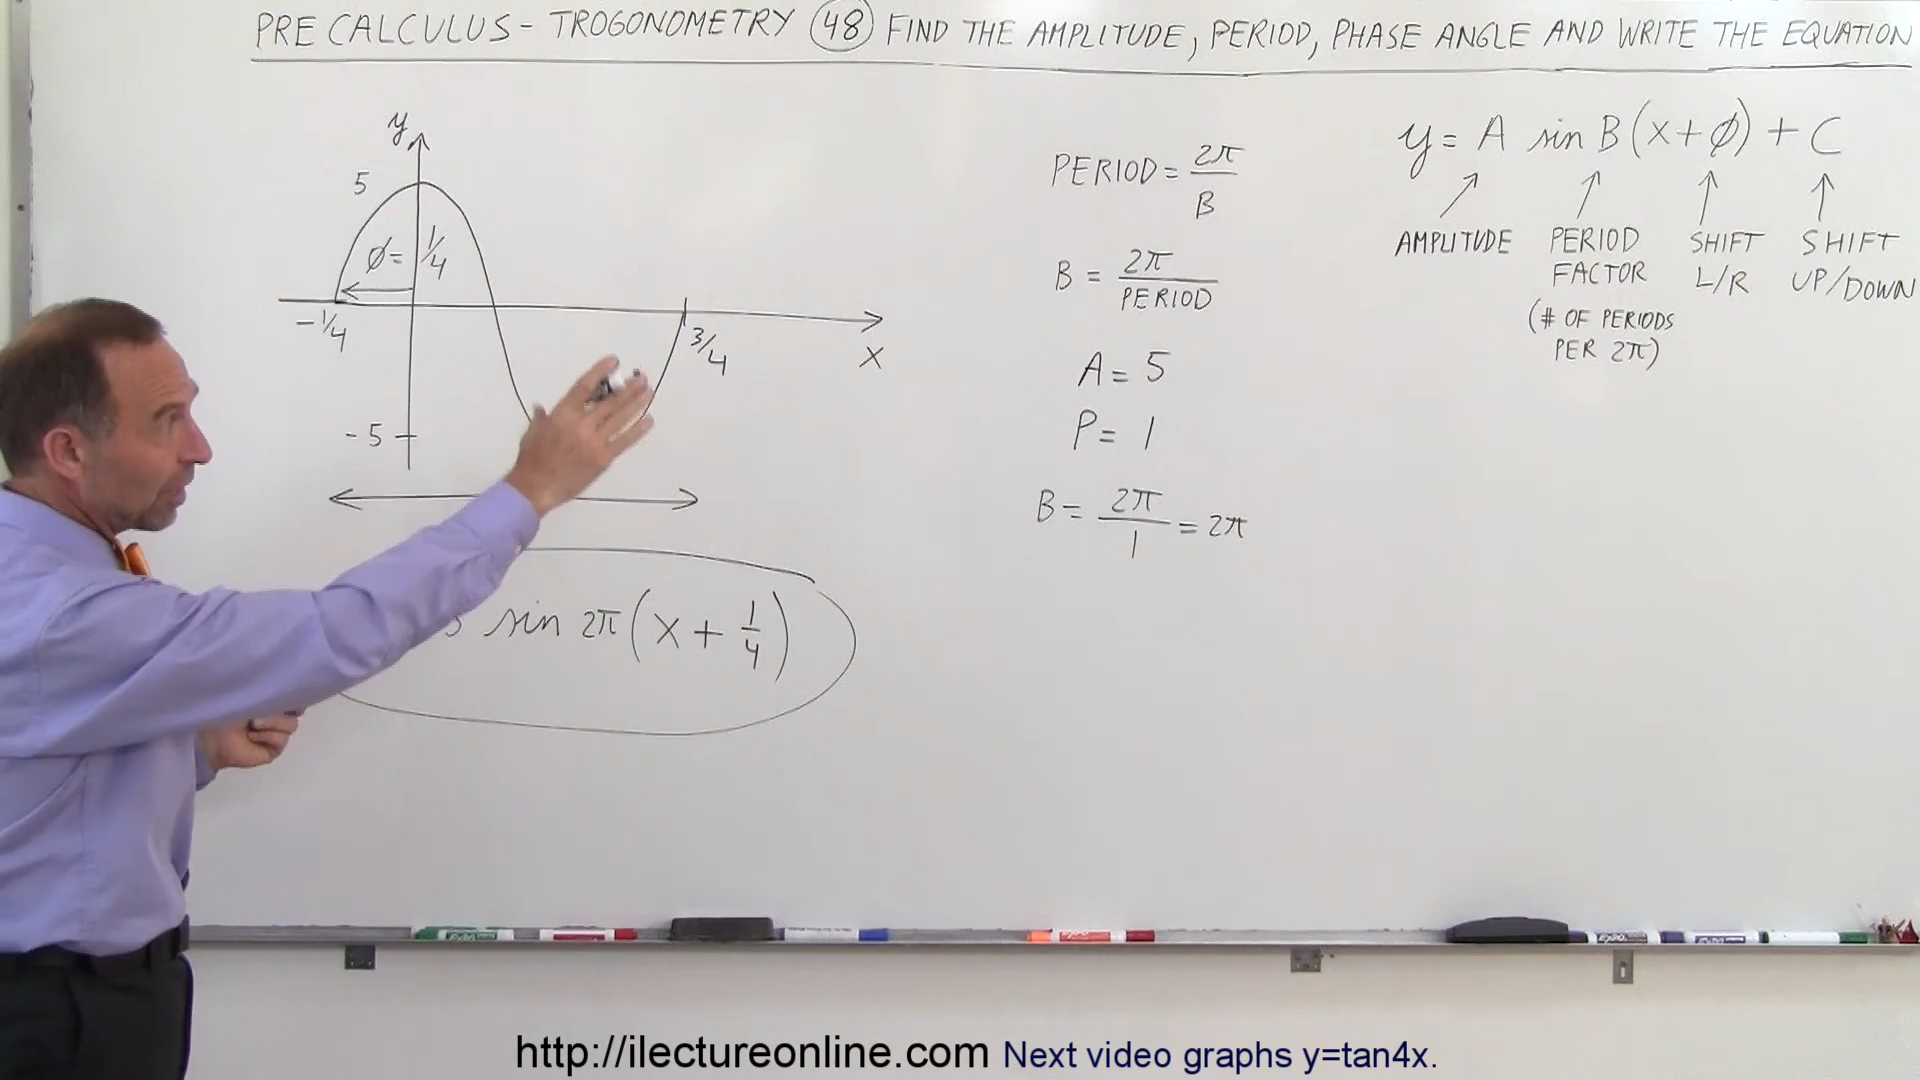 PRE CALCULUS - TROGONOMETRY 48 FIND THE AMPLITUDE, PERIOD, PHASE ANGLE AND WRITE THE EQUATION
y
5
ϕ = 1/4
-1/4
3/4
x
-5
sin 2π (x + 1/4)
PERIOD = 2π/B
B = 2π/PERIOD
A = 5
P = 1
B = 2π/1 = 2π
y = A sin B (x + ϕ) + C
AMPLITUDE
PERIOD
FACTOR
(# OF PERIODS
PER 2π)
SHIFT
L/R
SHIFT
UP/DOWN
http://ilectureonline.com Next video graphs y=tan4x.